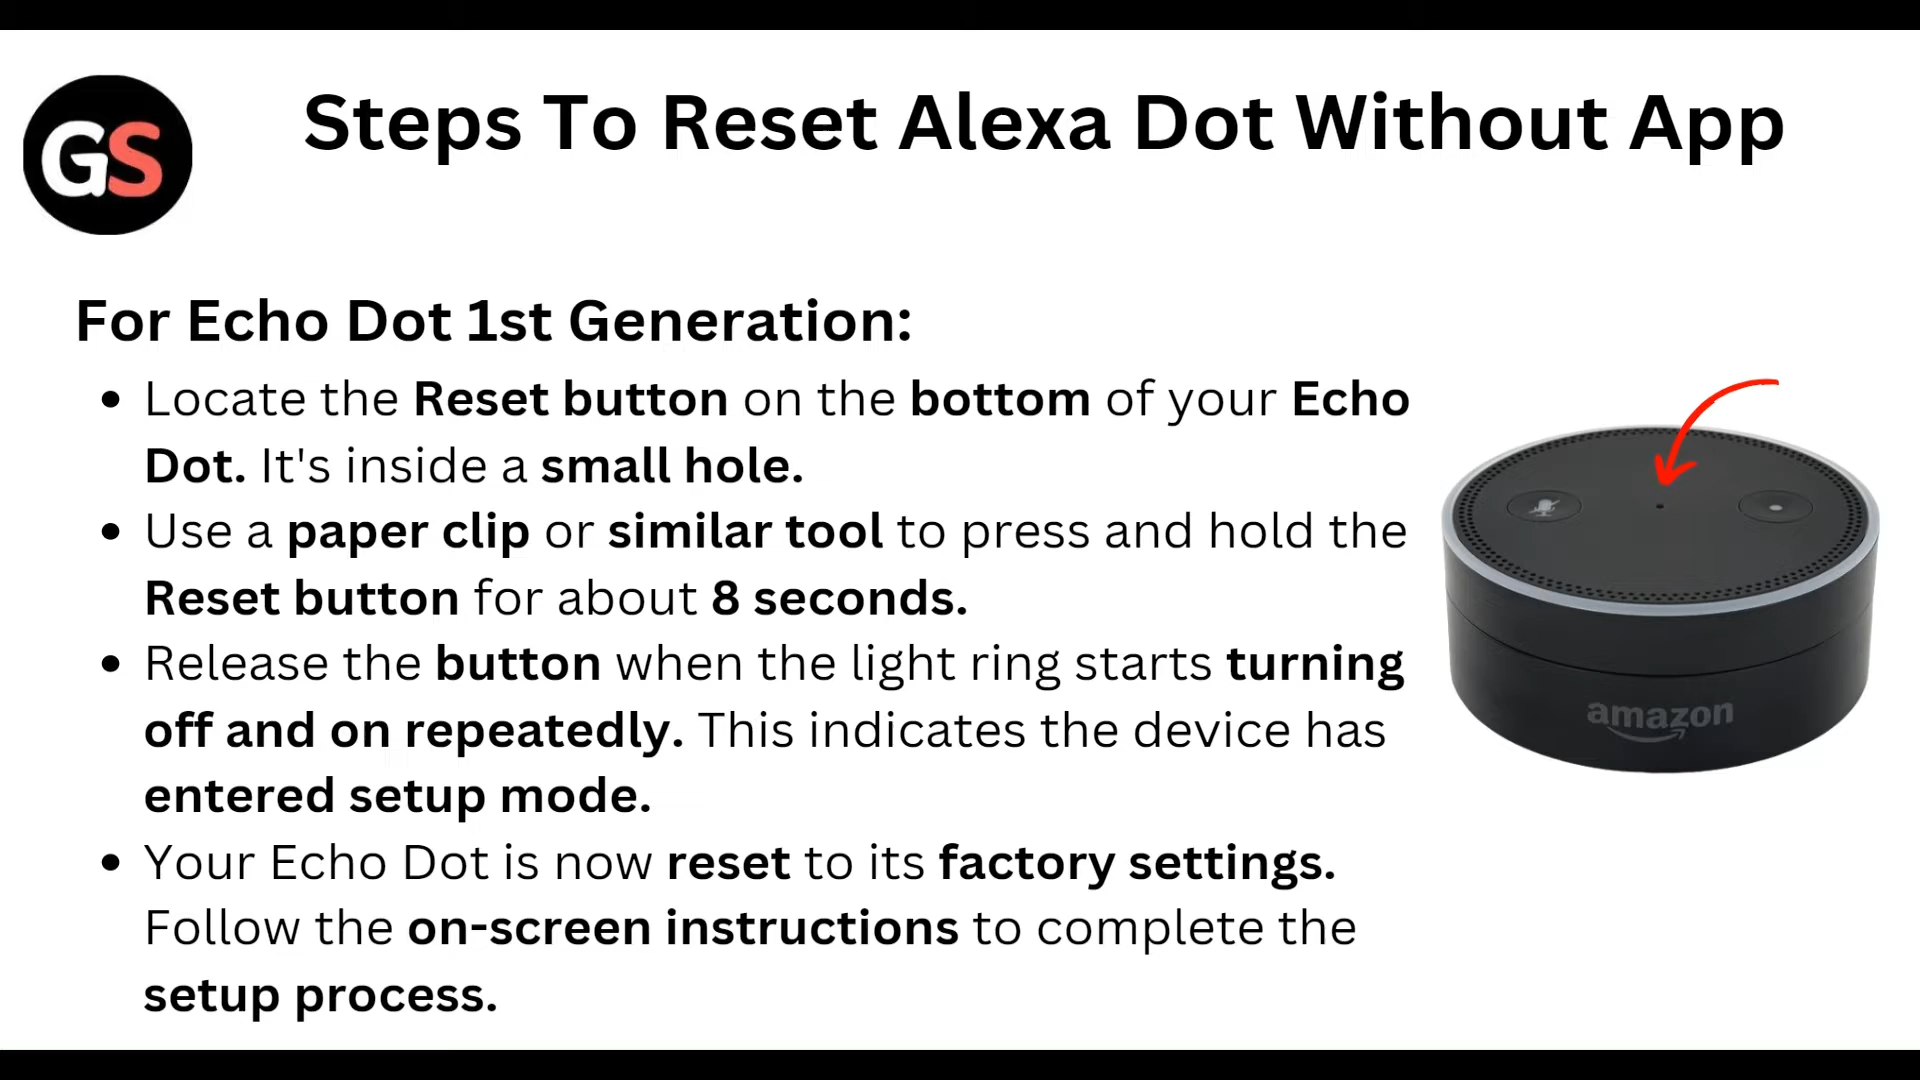 GS
Steps To Reset Alexa Dot Without App
For Echo Dot 1st Generation:
• Locate the Reset button on the bottom of your Echo
Dot. It's inside a small hole.
• Use a paper clip or similar tool to press and hold the
Reset button for about 8 seconds.
• Release the button when the light ring starts turning
off and on repeatedly. This indicates the device has
entered setup mode.
• Your Echo Dot is now reset to its factory settings.
Follow the on-screen instructions to complete the
setup process.
amazon